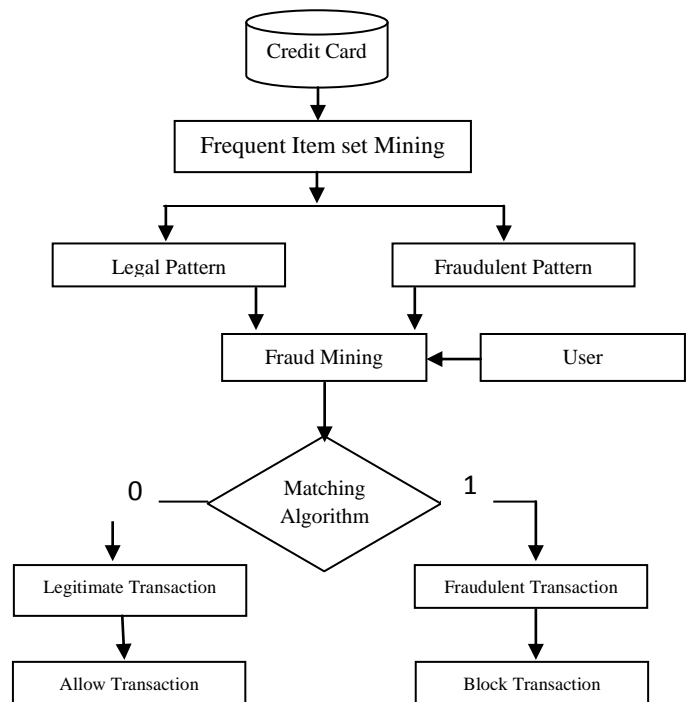 Credit Card
Frequent Item set Mining
Legal Pattern
Fraudulent Pattern
Fraud Mining
User
0
Matching
Algorithm
1
Legitimate Transaction
Fraudulent Transaction
Allow Transaction
Block Transaction